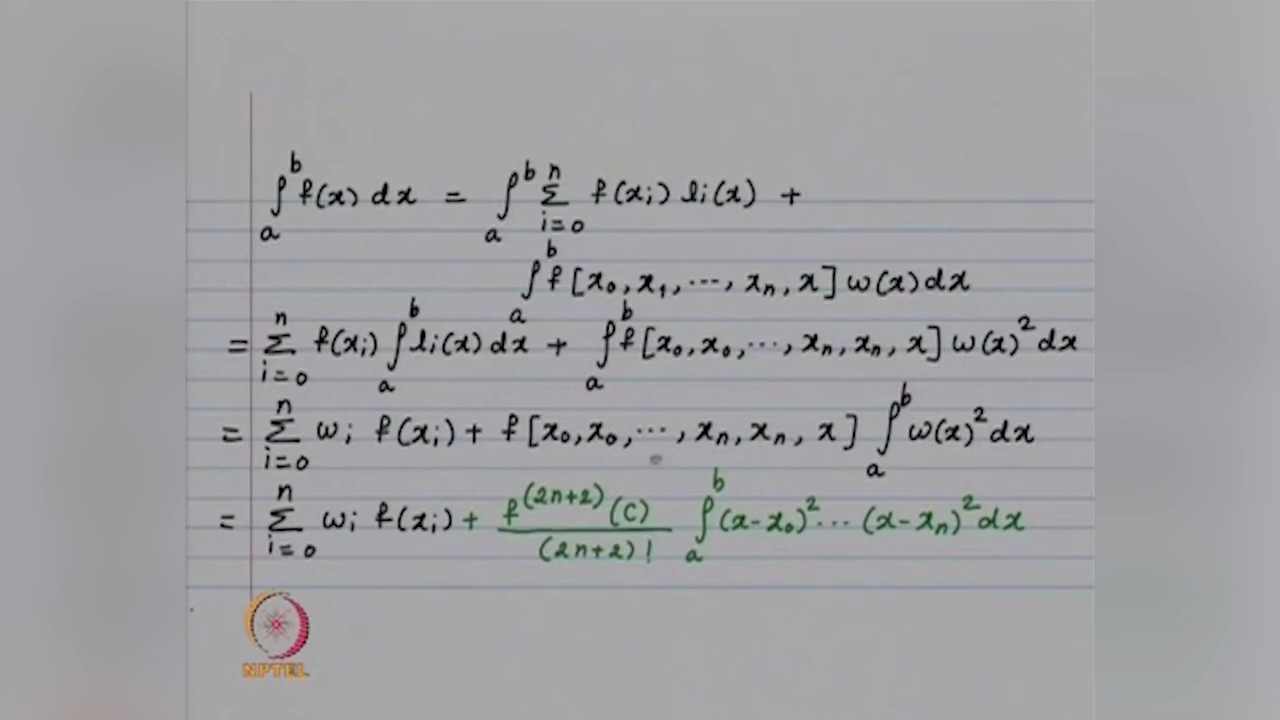 ∫_a^b f(x) dx = ∫_a^b Σ_{i=0}^n f(x_i) l_i(x) +
∫_a^b f[x_0, x_1, ⋯, x_n, x] w(x) dx
= Σ_{i=0}^n f(x_i) ∫_a^b l_i(x) dx + ∫_a^b f[x_0, x_0, ⋯, x_n, x_n, x] w(x)^2 dx
= Σ_{i=0}^n w_i f(x_i) + f[x_0, x_0, ⋯, x_n, x_n, x] ∫_a^b w(x)^2 dx
= Σ_{i=0}^n w_i f(x_i) + f^{(2n+2)}(c) / (2n+2)! ∫_a^b (x-x_0)^2 ⋯ (x-x_n)^2 dx
NPTEL